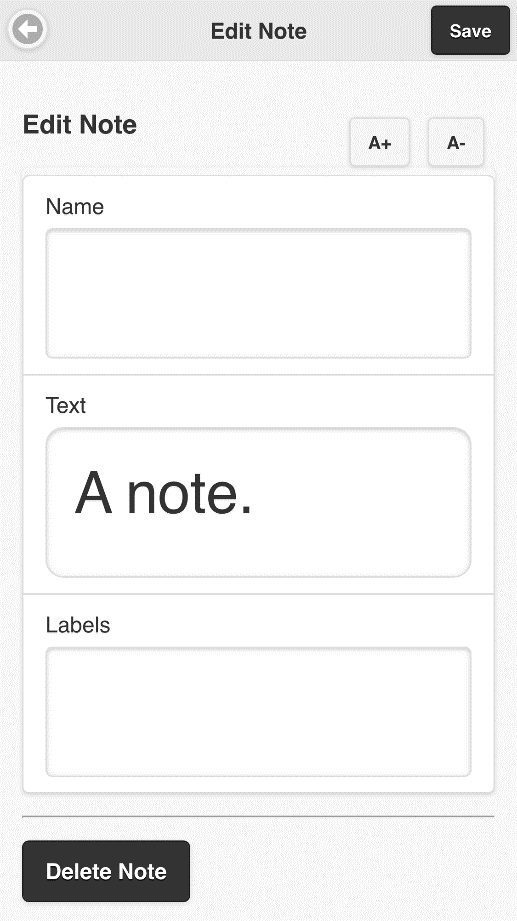 Edit Note
Save
Edit Note
A+
A-
Name
Text
A note.
Labels
Delete Note